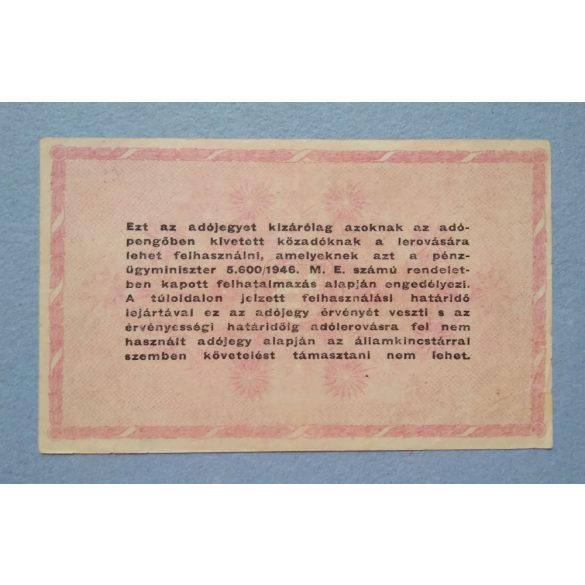 Ezt az adójegyet kizárólag azoknak az adó-
pengőben kivetett közadóknak a lerovására
lehet felhasználni, amelyeknek azt a pénz-
ügyminiszter 5.600/1946. M. E. számú rendelet-
ben kapott felhatalmazás alapján engedélyezi.
A túloldalon jelzett felhasználási határidő
lejártával ez az adójegy érvényét veszti s az
érvényességi határidőig adólerovásra fel nem
használt adójegy alapján az államkincstárral
szemben követelést támasztani nem lehet.